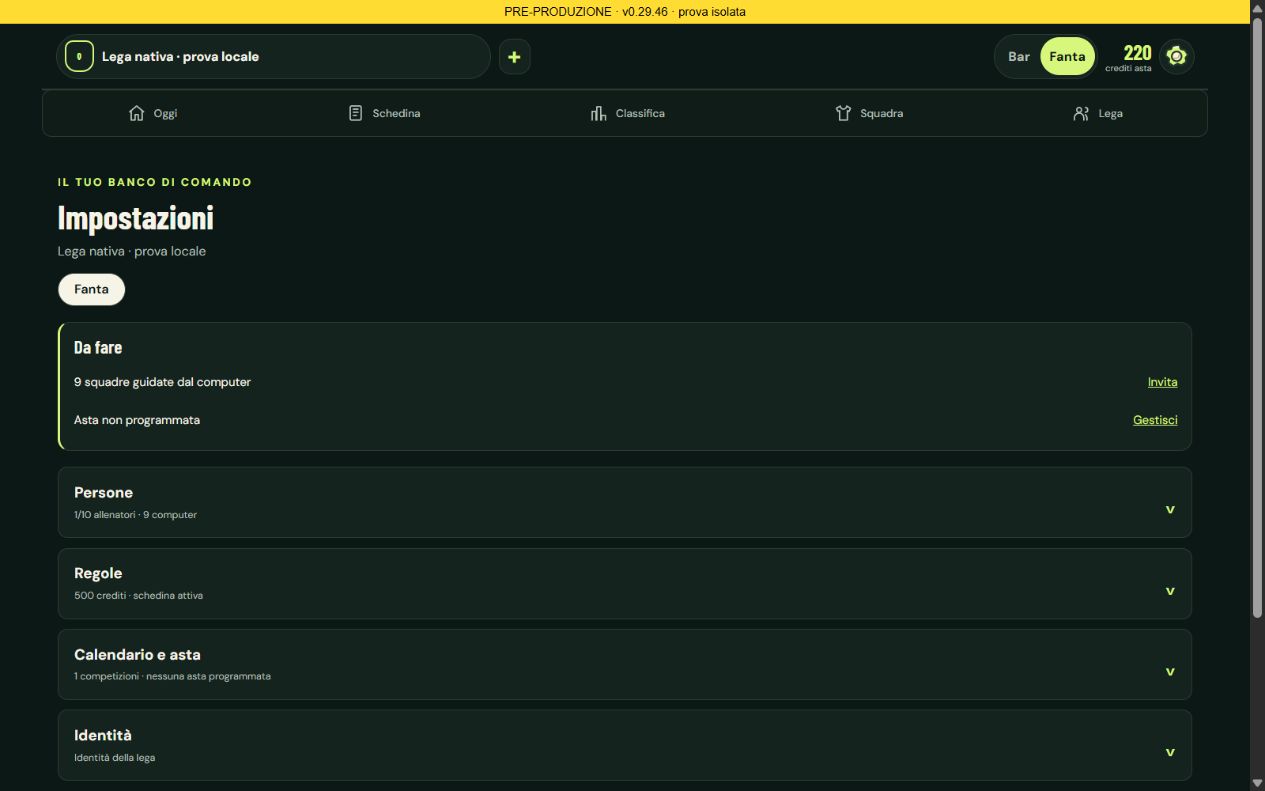 PRE-PRODUZIONE · v0.29.46 · prova isolata
Lega nativa · prova locale
+
Bar
Fanta
220
crediti asta
Oggi
Schedina
Classifica
Squadra
Lega
IL TUO BANCO DI COMANDO
Impostazioni
Lega nativa · prova locale
Fanta
Da fare
9 squadre guidate dal computer
Invita
Asta non programmata
Gestisci
Persone
1/10 allenatori · 9 computer
v
Regole
500 crediti · schedina attiva
v
Calendario e asta
1 competizioni · nessuna asta programmata
v
Identità
Identità della lega
v